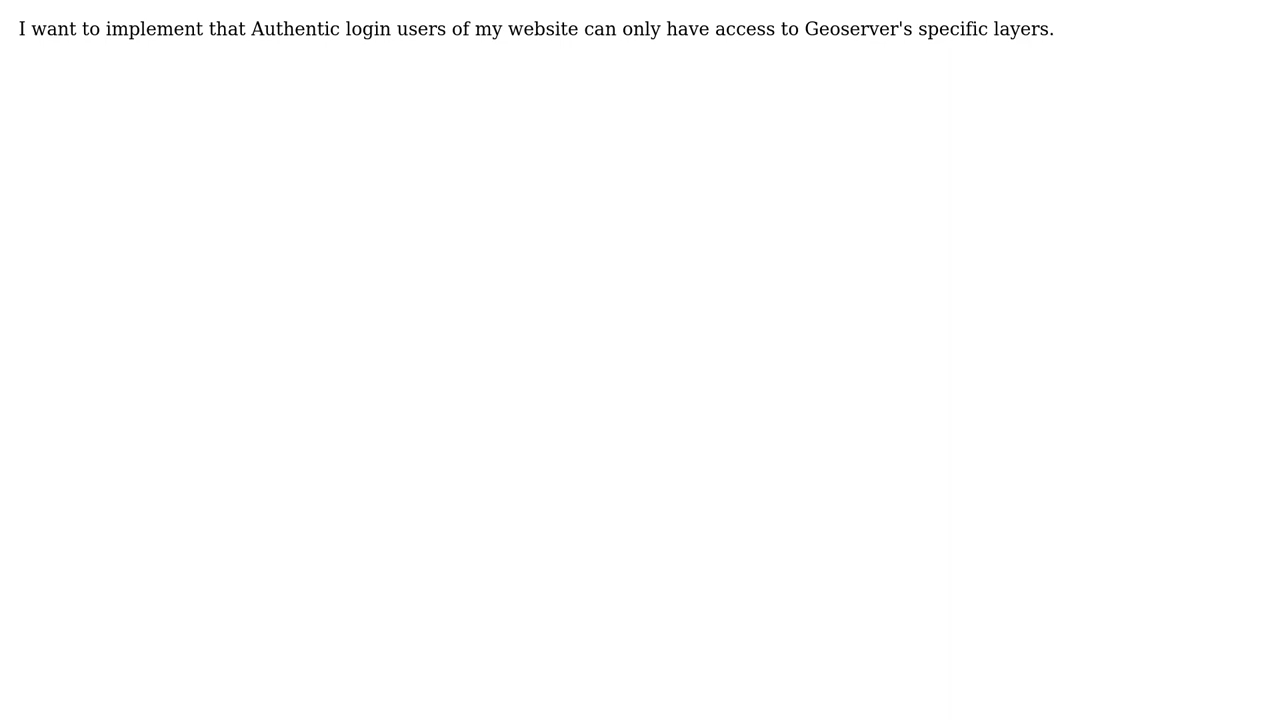 I want to implement that Authentic login users of my website can only have access to Geoserver's specific layers.